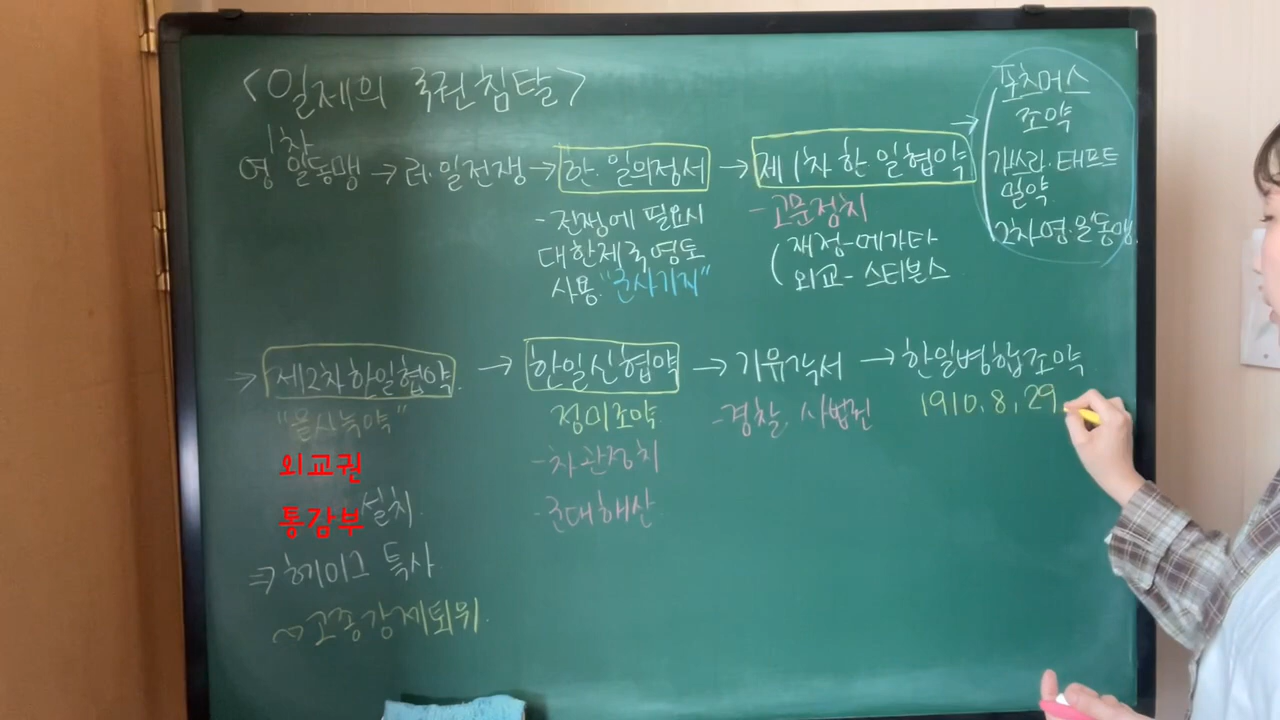 <일제의 국권침탈>
1차
영·일동맹 → 러·일전쟁 → 한·일의정서 → 제1차 한·일협약 →
포츠머스
조약
가쓰라·태프트
밀약
2차 영·일동맹
- 전쟁에 필요시
대한제국영토
사용 "군사기지"
- 고문정치
재정-메가타
외교-스티븐스
→ 제2차한일협약 → 한일신협약 → 기유각서 → 한일병합조약
"을사늑약"
외교권
통감부 설치
⇒ 헤이그 특사
~> 고종강제퇴위
정미조약
- 차관정치
- 군대해산
- 경찰, 사법권
1910. 8. 29.